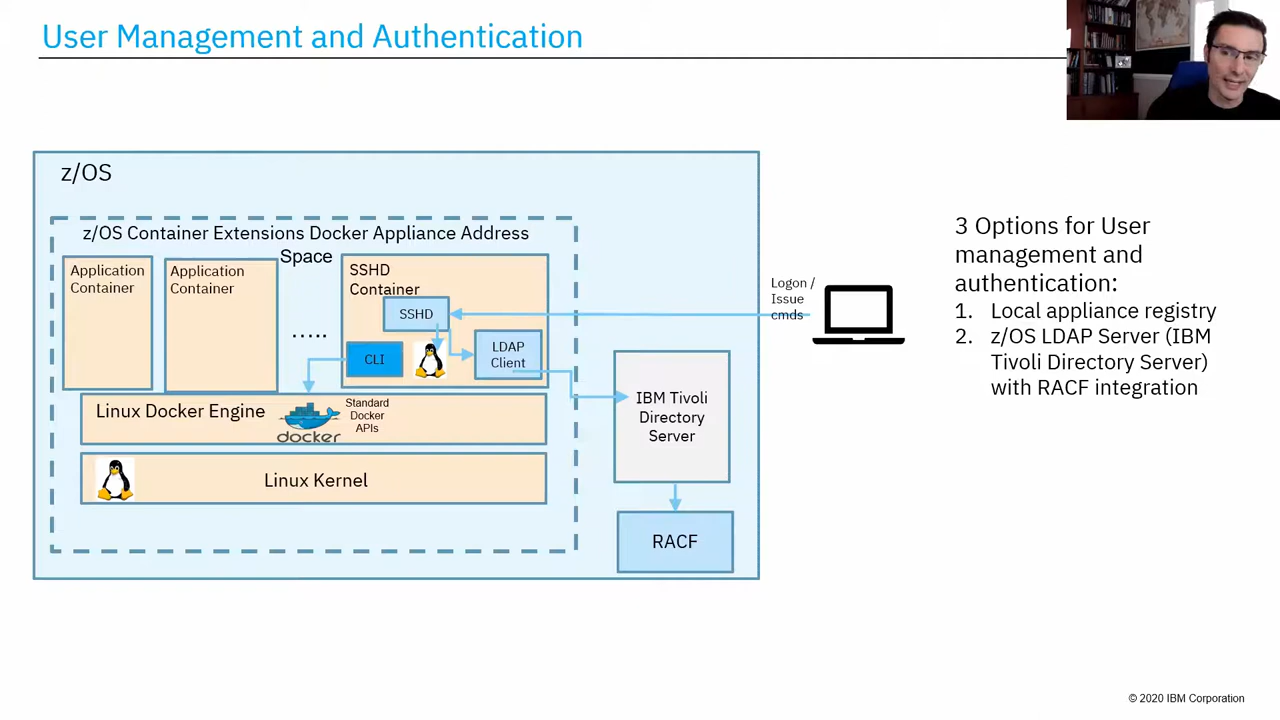 User Management and Authentication
z/OS
z/OS Container Extensions Docker Appliance Address
Space
Application
Container
Application
Container
.....
SSHD
Container
SSHD
CLI
LDAP
Client
Linux Docker Engine
docker
Standard
Docker
APIs
Linux Kernel
IBM Tivoli
Directory
Server
RACF
Logon /
Issue
cmds
3 Options for User
management and
authentication:
1. Local appliance registry
2. z/OS LDAP Server (IBM
Tivoli Directory Server)
with RACF integration
© 2020 IBM Corporation